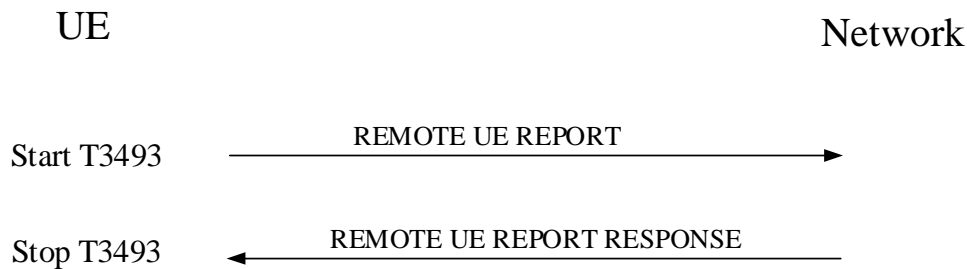 UE
Network
Start T3493
REMOTE UE REPORT
Stop T3493
REMOTE UE REPORT RESPONSE